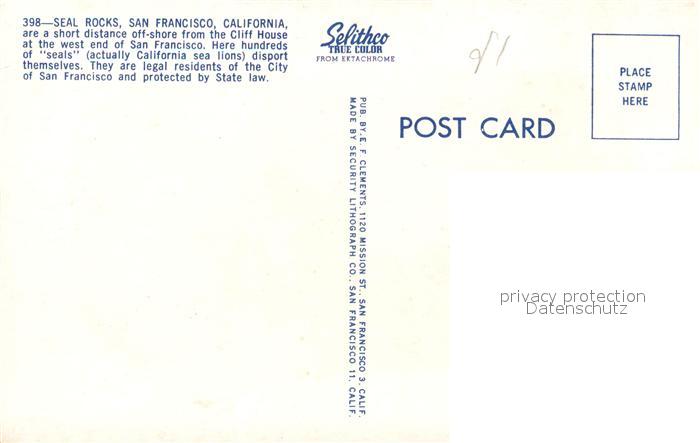 398—SEAL ROCKS, SAN FRANCISCO, CALIFORNIA,
are a short distance off-shore from the Cliff House
at the west end of San Francisco. Here hundreds
of "seals" (actually California sea lions) disport
themselves. They are legal residents of the City
of San Francisco and protected by State law.
Selithco
TRUE COLOR
FROM EKTACHROME
PLACE
STAMP
HERE
POST CARD
PUB. BY-E. F. CLEMENTS, 1120 MISSION ST., SAN FRANCISCO 3, CALIF.
MADE BY SECURITY LITHOGRAPH CO., SAN FRANCISCO 11, CALIF.
privacy protection
Datenschutz